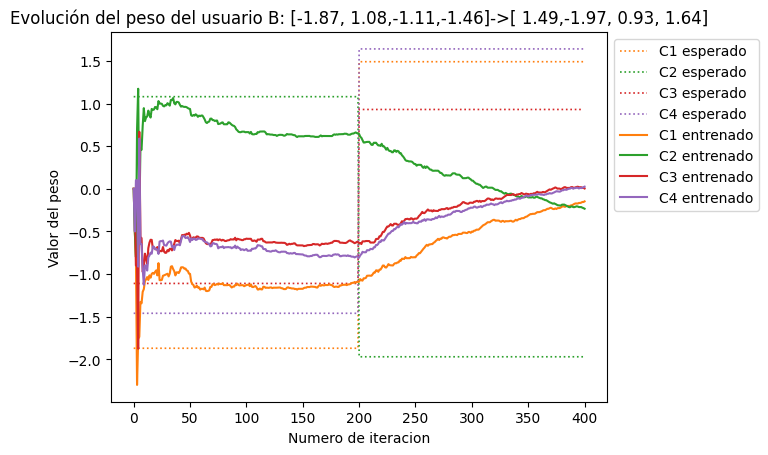 Evolución del peso del usuario B: [-1.87, 1.08,-1.11,-1.46]->[ 1.49,-1.97, 0.93, 1.64]
1.5
1.0
0.5
0.0
−0.5
−1.0
−1.5
−2.0
Valor del peso
0 50 100 150 200 250 300 350 400
Numero de iteracion
C1 esperado
C2 esperado
C3 esperado
C4 esperado
C1 entrenado
C2 entrenado
C3 entrenado
C4 entrenado